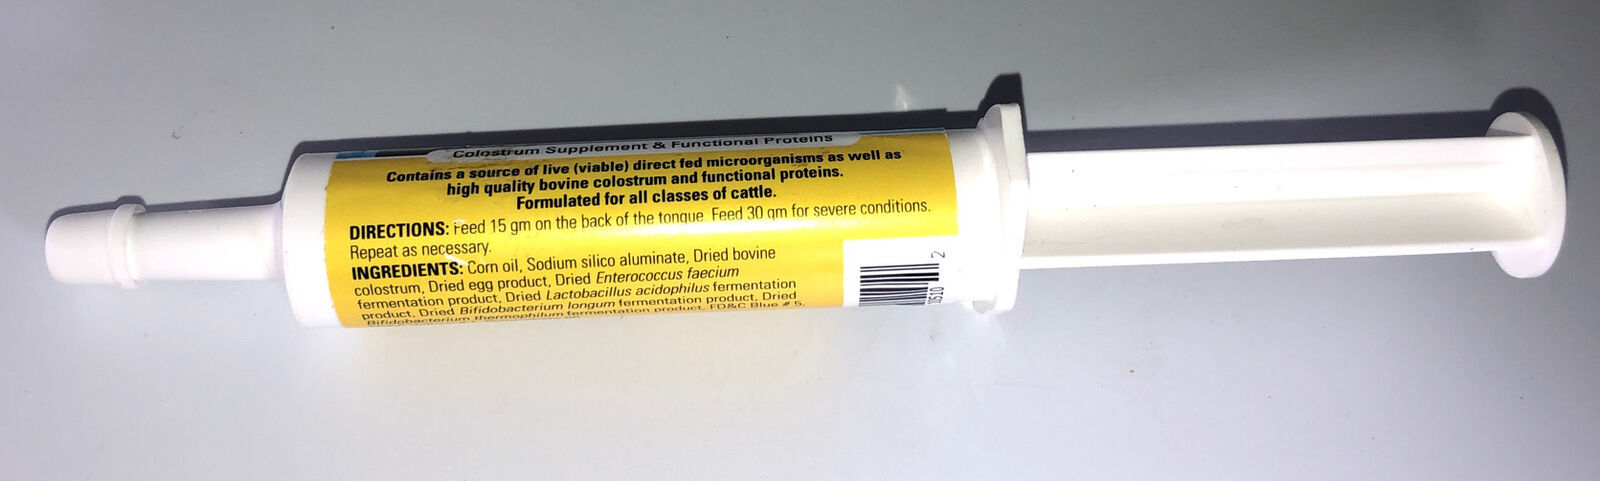 Colostrum Supplement & Functional Proteins
Contains a source of live (viable) direct fed microorganisms as well as
high quality bovine colostrum and functional proteins.
Formulated for all classes of cattle.
DIRECTIONS: Feed 15 gm on the back of the tongue. Feed 30 gm for severe conditions.
Repeat as necessary.
INGREDIENTS: Corn oil, Sodium silico aluminate, Dried bovine
colostrum, Dried egg product, Dried Enterococcus faecium
fermentation product, Dried Lactobacillus acidophilus fermentation
product, Dried Bifidobacterium longum fermentation product, Dried
Bifidobacterium thermophilum fermentation product, FD&C Blue # 5.
2